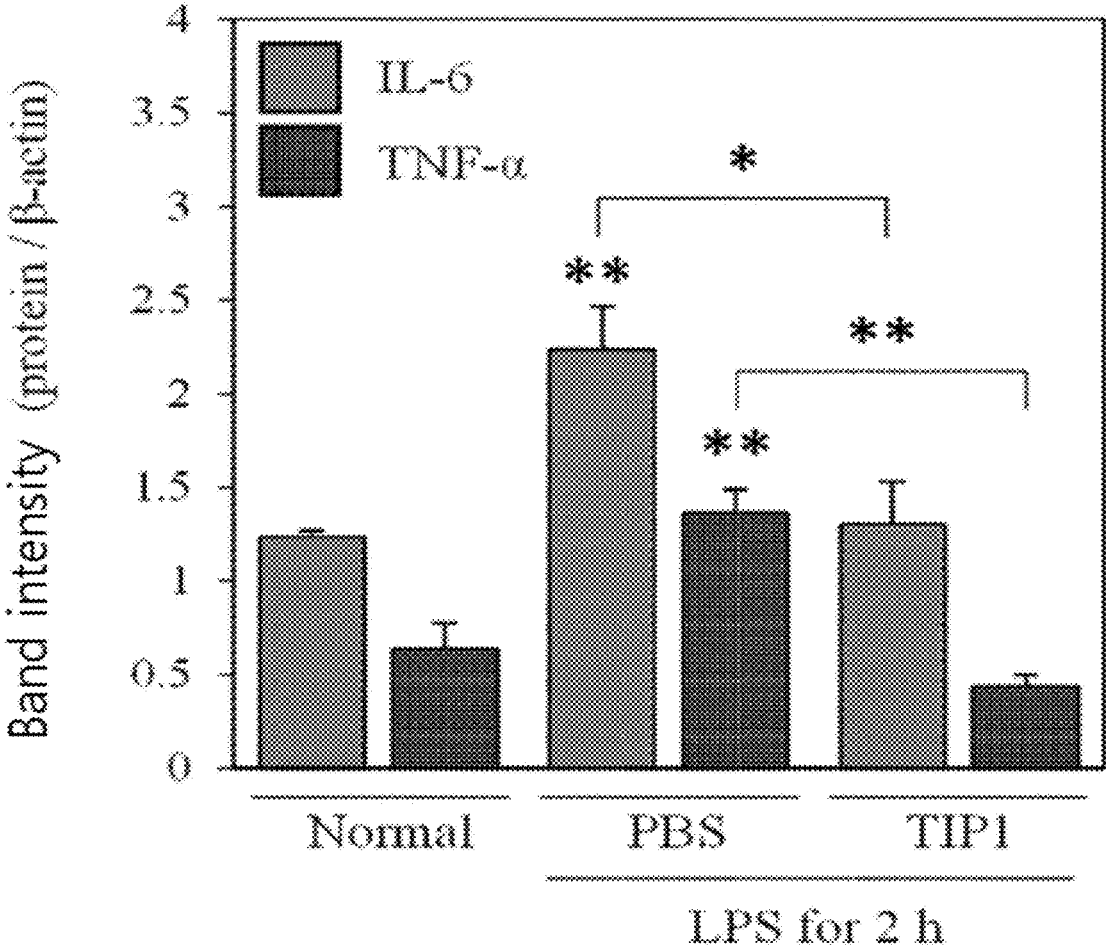 Band intensity (protein / β-actin)
4
3.5
3
2.5
2
1.5
1
0.5
0
IL-6
TNF-α
*
**
**
**
Normal
PBS
TIP1
LPS for 2 h